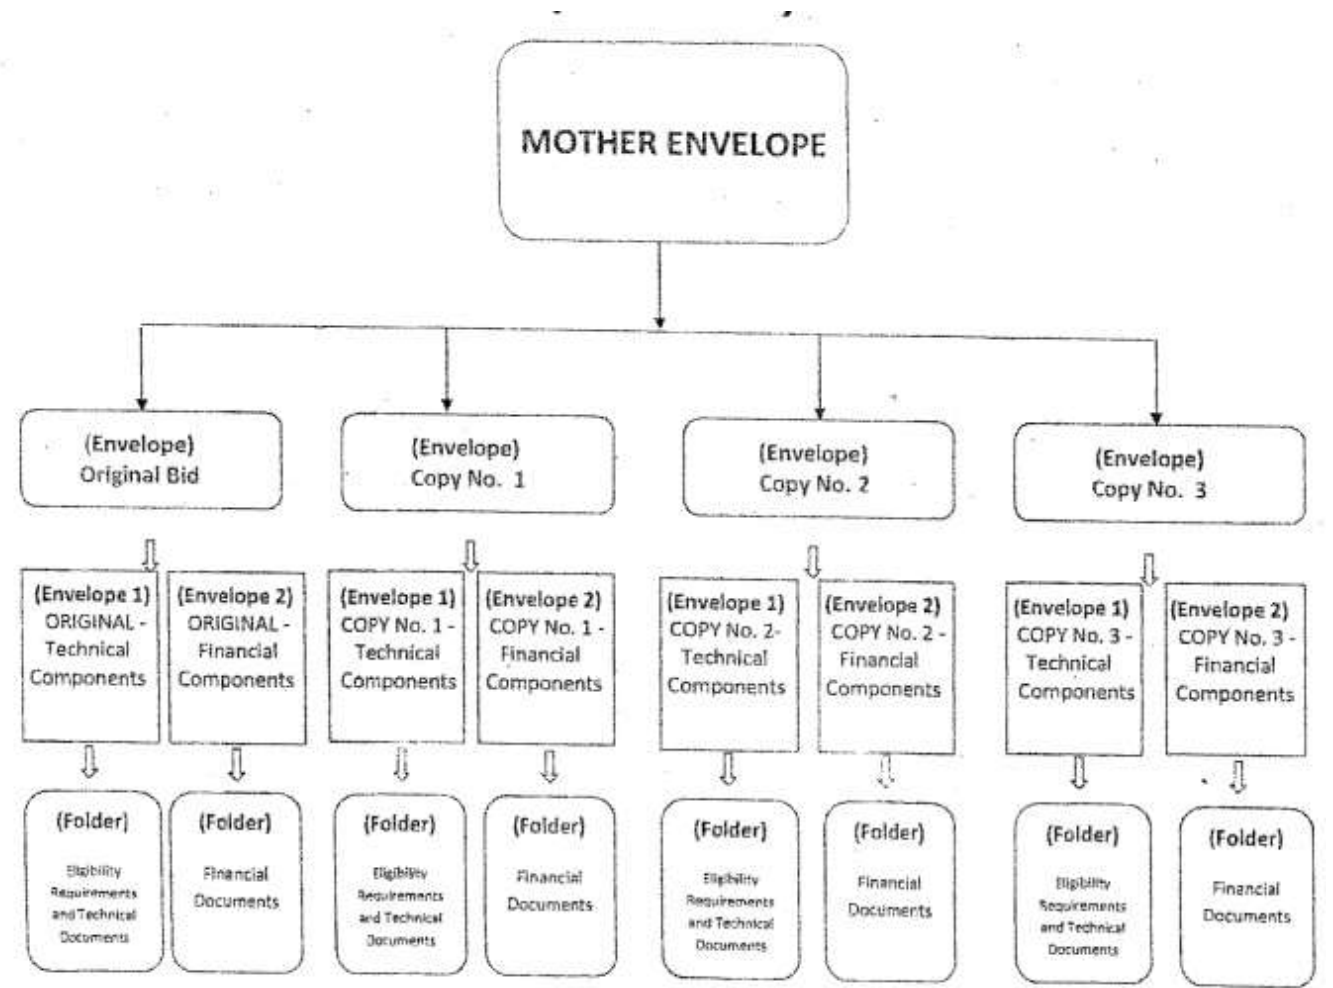 MOTHER ENVELOPE
(Envelope)
Original Bid
(Envelope)
Copy No. 1
(Envelope)
Copy No. 2
(Envelope)
Copy No. 3
(Envelope 1)
ORIGINAL -
Technical
Components
(Envelope 2)
ORIGINAL -
Financial
Components
(Envelope 1)
COPY No. 1 -
Technical
Components
(Envelope 2)
COPY No. 1 -
Financial
Components
(Envelope 1)
COPY No. 2-
Technical
Components
(Envelope 2)
COPY No. 2 -
Financial
Components
(Envelope 1)
COPY No. 3 -
Technical
Components
(Envelope 2)
COPY No. 3 -
Financial
Components
(Folder)
Eligibility
Requirements
and Technical
Documents
(Folder)
Financial
Documents
(Folder)
Eligibility
Requirements
and Technical
Documents
(Folder)
Financial
Documents
(Folder)
Eligibility
Requirements
and Technical
Documents
(Folder)
Financial
Documents
(Folder)
Eligibility
Requirements
and Technical
Documents
(Folder)
Financial
Documents